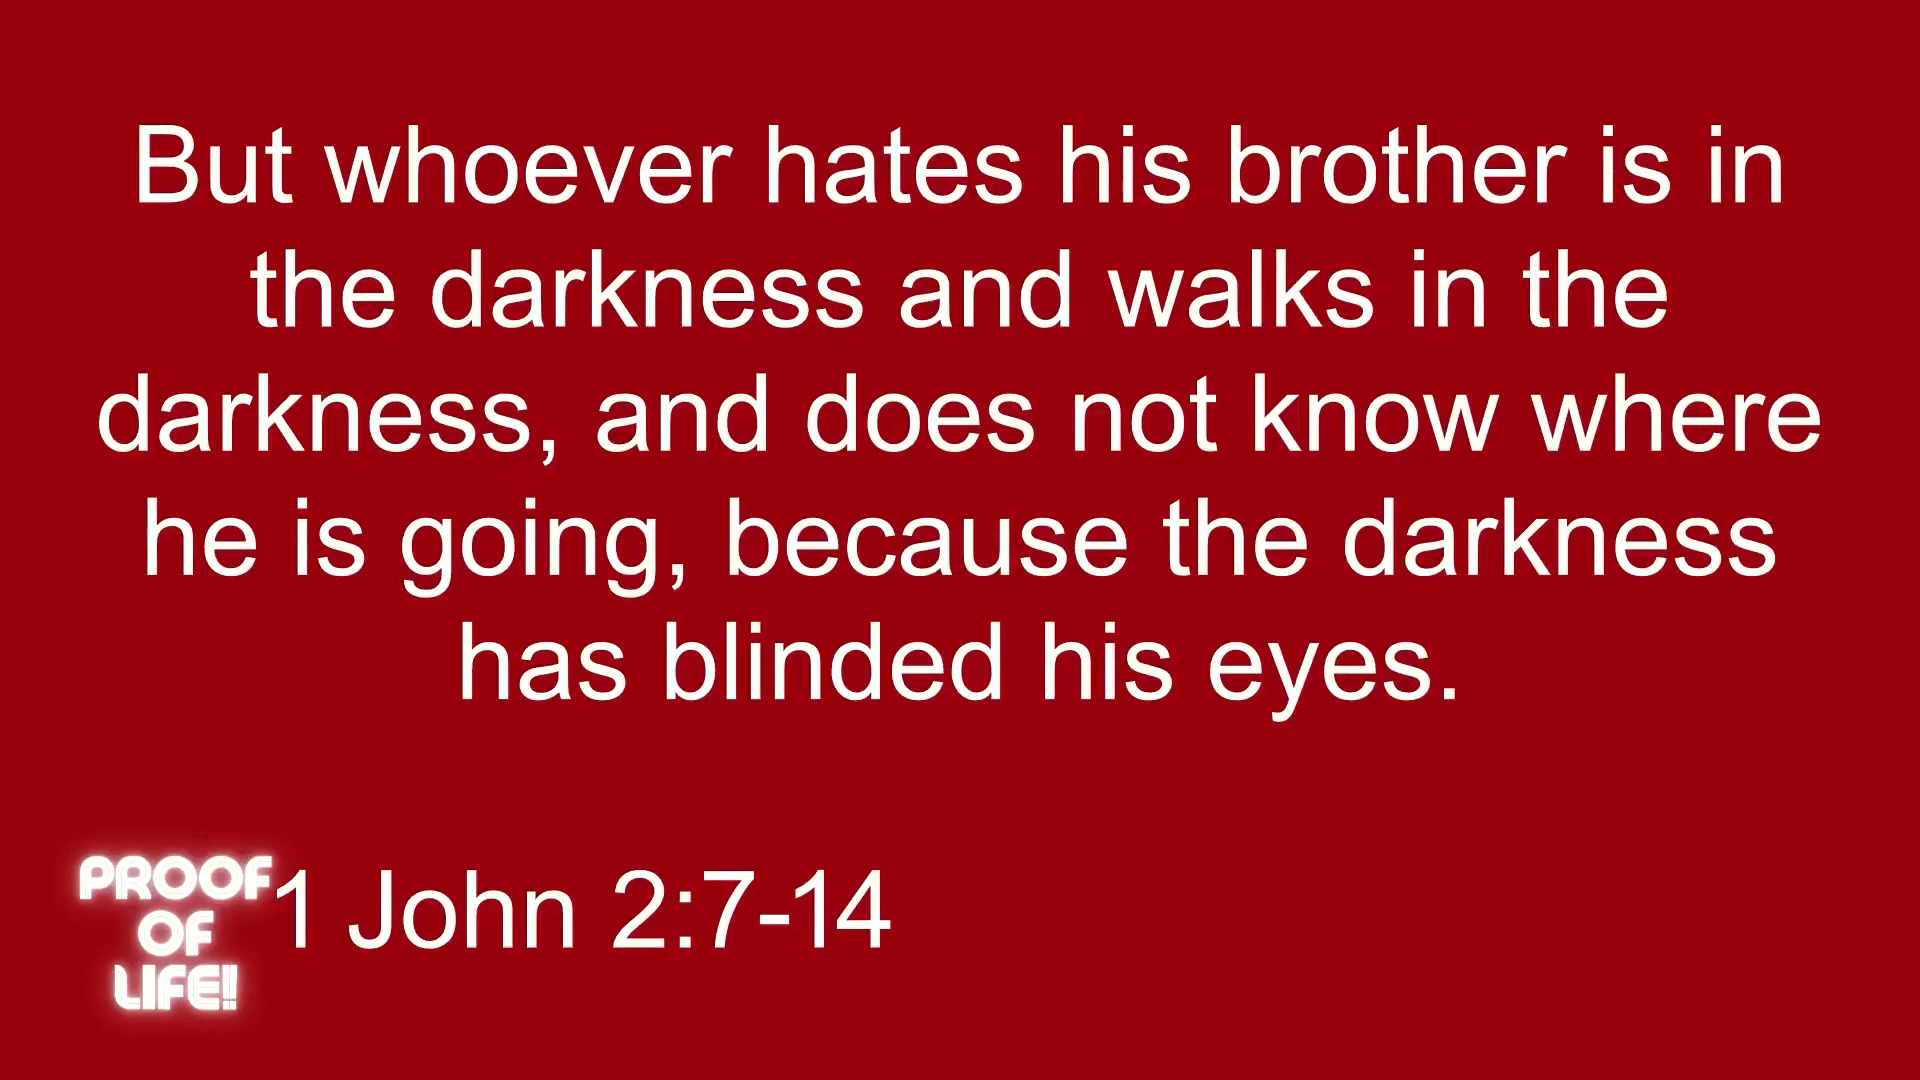 But whoever hates his brother is in
the darkness and walks in the
darkness, and does not know where
he is going, because the darkness
has blinded his eyes.
PROOF
OF
LIFE!
1 John 2:7-14